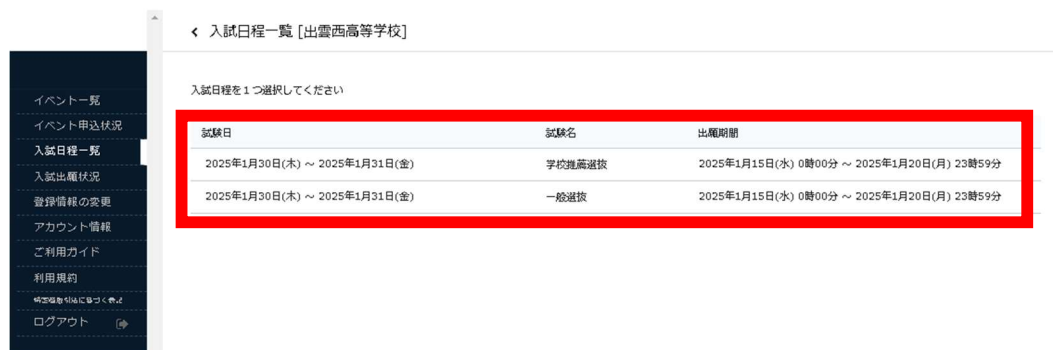 入試日程一覧 [出雲西高等学校]
イベント一覧
イベント申込状況
入試日程一覧
入試出願状況
登録情報の変更
アカウント情報
ご利用ガイド
利用規約
ログアウト
入試日程を1つ選択してください
試験日 試験名 出願期間
2025年1月30日(木) ～ 2025年1月31日(金) 学校推薦選抜 2025年1月15日(水) 0時00分 ～ 2025年1月20日(月) 23時59分
2025年1月30日(木) ～ 2025年1月31日(金) 一般選抜 2025年1月15日(水) 0時00分 ～ 2025年1月20日(月) 23時59分